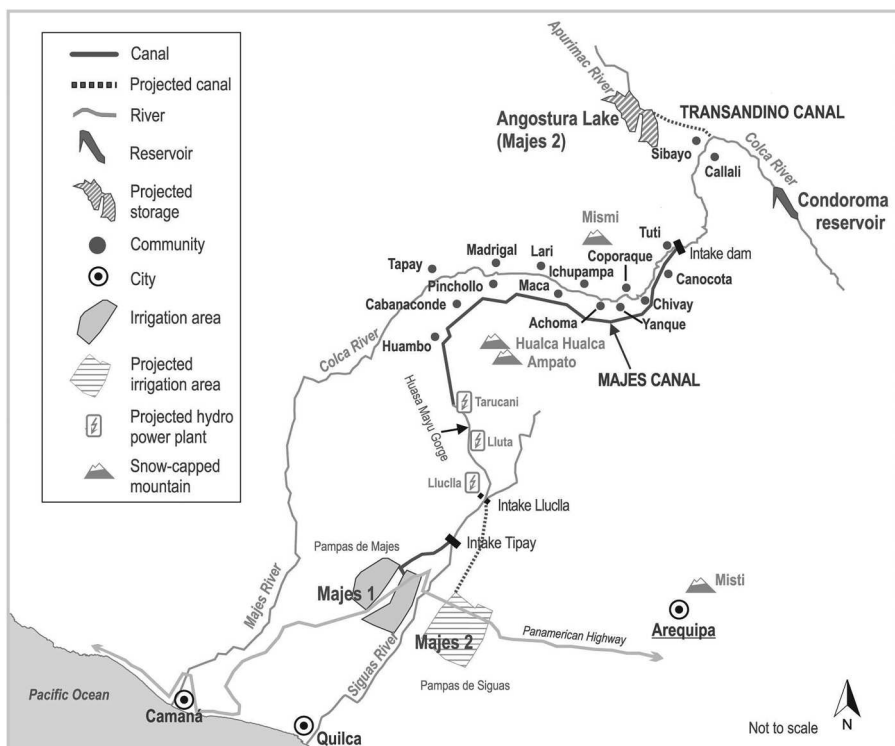 Canal
Projected canal
River
Reservoir
Projected
storage
Community
City
Irrigation area
Projected
irrigation area
Projected hydro
power plant
Snow-capped
mountain
Apurimac River
TRANSANDINO CANAL
Angostura Lake
(Majes 2)
Sibayo
Callali
Colca River
Condoroma
reservoir
Mismi
Tuti
Intake dam
Madrigal
Lari
Coporaque
Tapay
Ichupampa
Canocota
Pincholo
Maca
Cabanaconde
Chivay
Achoma
Yanque
Huambo
Hualca Hualca
Ampato
MAJES CANAL
Colca River
Huasa Mayu
Gorge
Tarucani
Lluta
Lluclla
Intake Lluclla
Pampas de Majes
Intake Tipay
Majes 1
Misti
Majes River
Majes 2
Panamerican Highway
Arequipa
Siguas River
Pampas de Siguas
Pacific Ocean
Camaná
Quilca
N
Not to scale